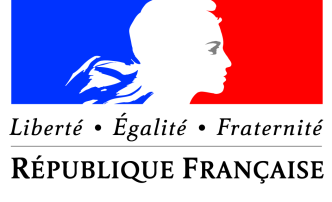 Liberté • Égalité • Fraternité
RÉPUBLIQUE FRANÇAISE